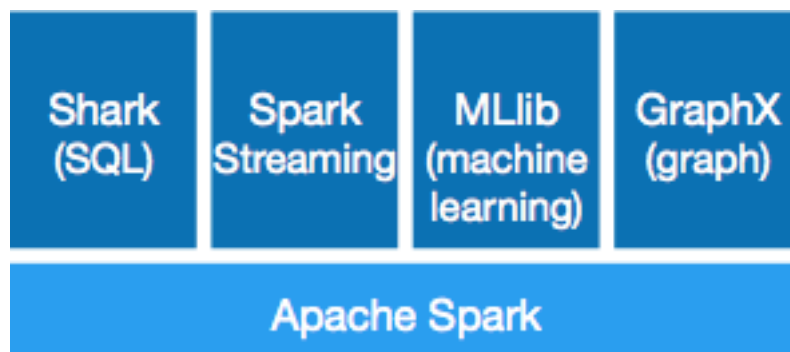 Shark
(SQL)
Spark
Streaming
MLlib
(machine
learning)
GraphX
(graph)
Apache Spark